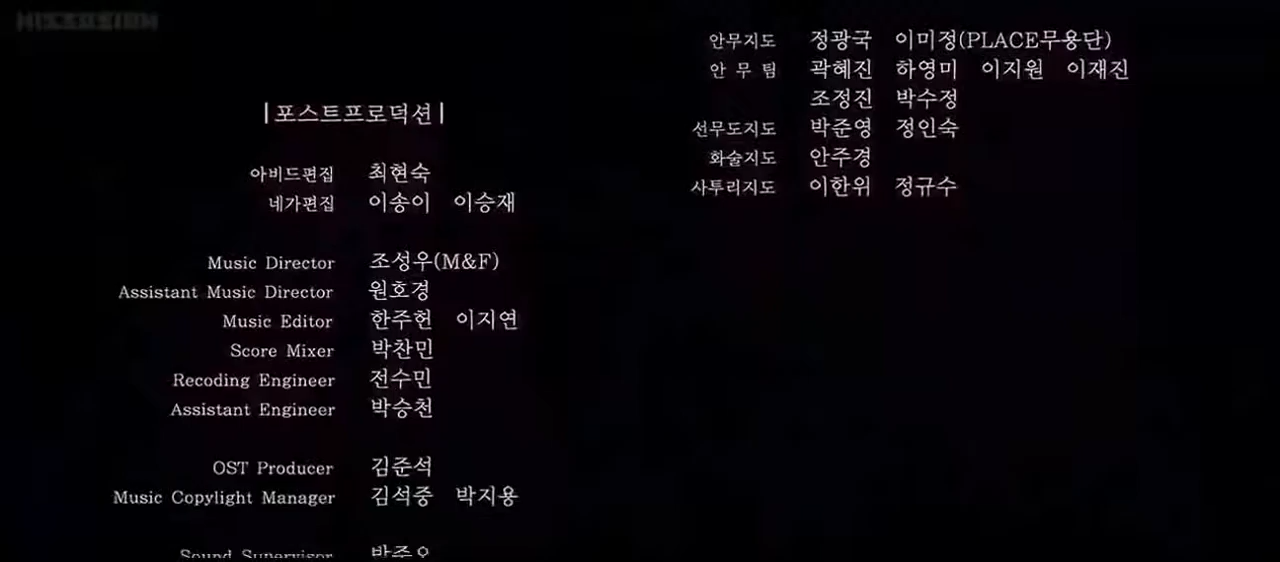 |포스트프로덕션|
아비드편집 최현숙
네가편집 이송이 이승재
Music Director 조성우(M&F)
Assistant Music Director 원호경
Music Editor 한주헌 이지연
Score Mixer 박찬민
Recoding Engineer 전수민
Assistant Engineer 박승천
OST Producer 김준석
Music Copylight Manager 김석중 박지용
Sound Supervisor
안무지도 정광국 이미정(PLACE무용단)
안 무 팀 곽혜진 하영미 이지원 이재진
조정진 박수정
선무도지도 박준영 정인숙
화술지도 안주경
사투리지도 이한위 정규수